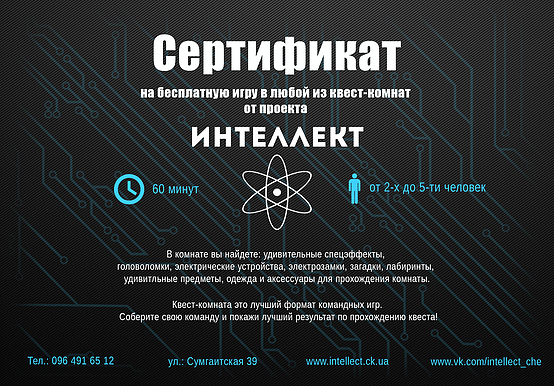 Сертификат
на бесплатную игру в любой из квест-комнат
от проекта
ИНТЕЛЛЕКТ
60 минут
от 2-х до 5-ти человек
В комнате вы найдете: удивительные спецэффекты,
головоломки, электрические устройства, электрозамки, загадки, лабиринты,
удивительные предметы, одежда и аксессуары для прохождения комнаты.
Квест-комната это лучший формат командных игр.
Соберите свою команду и покажи лучший результат по прохождению квеста!
Тел.: 096 491 65 12
ул.: Сумгаитская 39
www.intellect.ck.ua
www.vk.com/intellect_che